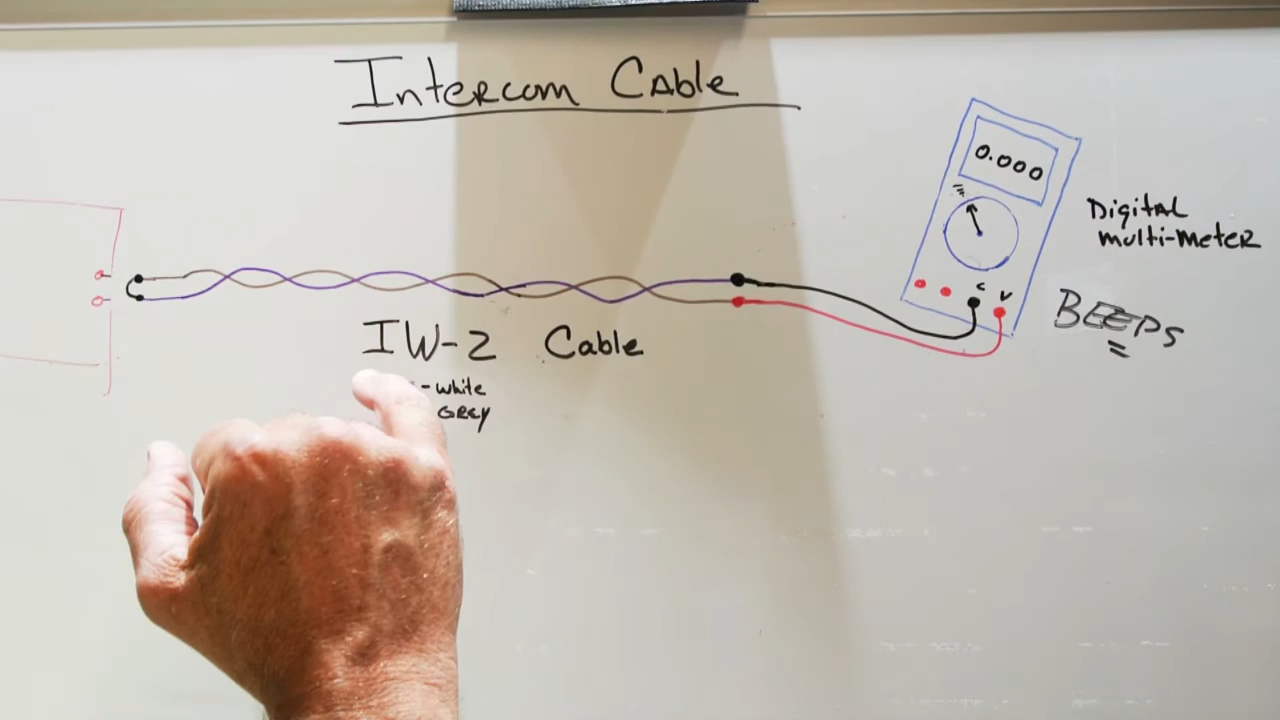 Intercom Cable
0.000
Digital
multi-meter
C V
BEEPS
IW-2 Cable
-white
GREY